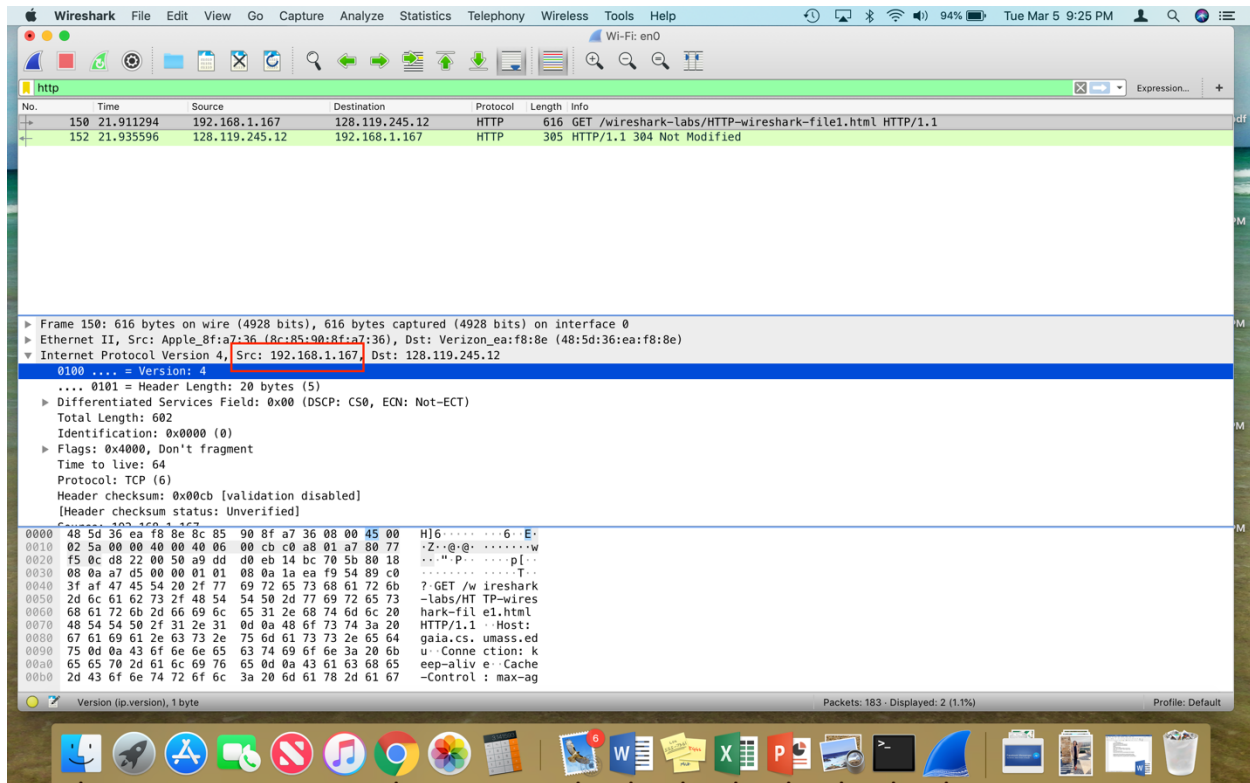 Wireshark File Edit View Go Capture Analyze Statistics Telephony Wireless Tools Help 94% Tue Mar 5 9:25 PM
Wi-Fi: en0
http Expression... +
No. Time Source Destination Protocol Length Info
150 21.911294 192.168.1.167 128.119.245.12 HTTP 616 GET /wireshark-labs/HTTP-wireshark-file1.html HTTP/1.1
152 21.935596 128.119.245.12 192.168.1.167 HTTP 305 HTTP/1.1 304 Not Modified
Frame 150: 616 bytes on wire (4928 bits), 616 bytes captured (4928 bits) on interface 0
Ethernet II, Src: Apple_8f:a7:36 (8c:85:90:8f:a7:36), Dst: Verizon_ea:f8:8e (48:5d:36:ea:f8:8e)
Internet Protocol Version 4, Src: 192.168.1.167, Dst: 128.119.245.12
0100 .... = Version: 4
.... 0101 = Header Length: 20 bytes (5)
Differentiated Services Field: 0x00 (DSCP: CS0, ECN: Not-ECT)
Total Length: 602
Identification: 0x0000 (0)
Flags: 0x4000, Don't fragment
Time to live: 64
Protocol: TCP (6)
Header checksum: 0x00cb [validation disabled]
[Header checksum status: Unverified]
0000 48 5d 36 ea f8 8e 8c 85 90 8f a7 36 08 00 45 00 H]6····· ···6··E·
0010 02 5a 00 00 40 00 40 06 00 cb c0 a8 01 a7 80 77 ·Z··@·@· ·······w
0020 f5 0c d8 22 00 50 a9 dd d0 eb 14 bc 70 5b 80 18 ···"·P·· ····p[··
0030 08 0a a7 d5 00 00 01 01 08 0a 1a ea f9 54 89 c0 ········ ·····T··
0040 3f af 47 45 54 20 2f 77 69 72 65 73 68 61 72 6b ?·GET /w ireshark
0050 2d 6c 61 62 73 2f 48 54 54 50 2d 77 69 72 65 73 -labs/HT TP-wires
0060 68 61 72 6b 2d 66 69 6c 65 31 2e 68 74 6d 6c 20 hark-fil e1.html
0070 48 54 54 50 2f 31 2e 31 0d 0a 48 6f 73 74 3a 20 HTTP/1.1 ··Host:
0080 67 61 69 61 2e 63 73 2e 75 6d 61 73 73 2e 65 64 gaia.cs. umass.ed
0090 75 0d 0a 43 6f 6e 6e 65 63 74 69 6f 6e 3a 20 6b u··Conne ction: k
00a0 65 65 70 2d 61 6c 69 76 65 0d 0a 43 61 63 68 65 eep-aliv e··Cache
00b0 2d 43 6f 6e 74 72 6f 6c 3a 20 6d 61 78 2d 61 67 -Control : max-ag
Version (ip.version), 1 byte Packets: 183 · Displayed: 2 (1.1%) Profile: Default
6